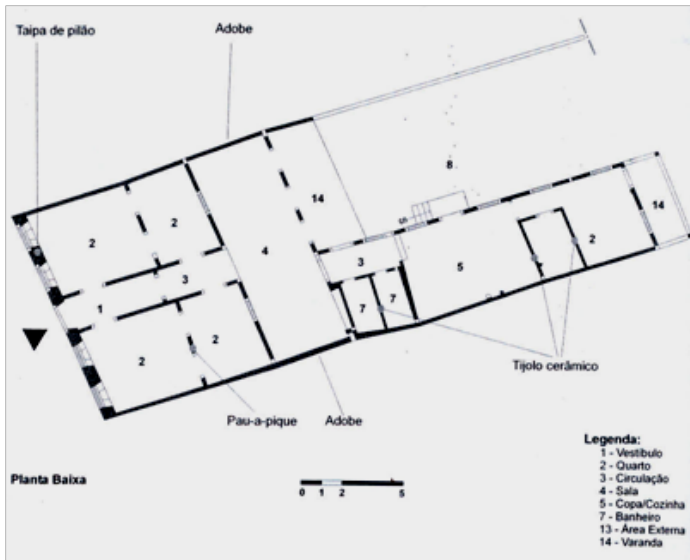 Taipa de pilão
Adobe
8
14
14
2
2
3
2
4
5
3
1
7
7
2
2
Tijolo cerâmico
Pau-a-pique
Adobe
Planta Baixa
0 1 2 5
Legenda:
1 - Vestíbulo
2 - Quarto
3 - Circulação
4 - Sala
5 - Copa/Cozinha
7 - Banheiro
13 - Área Externa
14 - Varanda